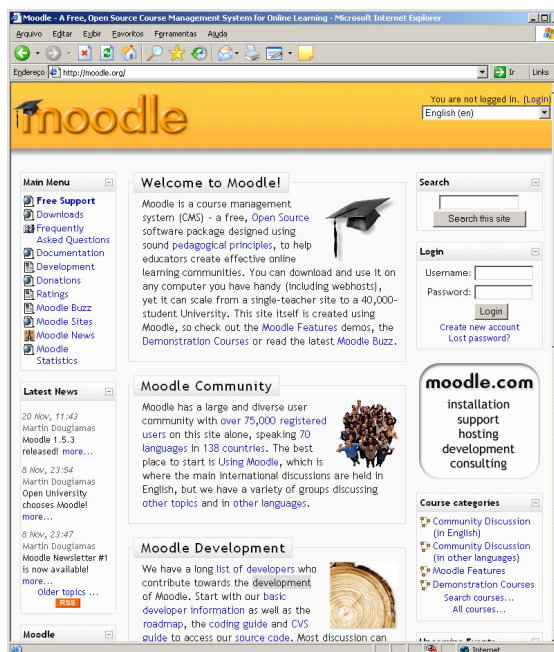 Moodle - A Free, Open Source Course Management System for Online Learning - Microsoft Internet Explorer
Arquivo Editar Exibir Favoritos Ferramentas Ajuda
Endereço http://moodle.org/ Ir Links
moodle
You are not logged in. (Login)
English (en)
Main Menu
Free Support
Downloads
Frequently
Asked Questions
Documentation
Development
Donations
Ratings
Moodle Buzz
Moodle Sites
Moodle News
Moodle
Statistics
Latest News
20 Nov, 11:43
Martin Dougiamas
Moodle 1.5.3
released! more...
8 Nov, 23:54
Martin Dougiamas
Open University
chooses Moodle!
more...
8 Nov, 23:47
Martin Dougiamas
Moodle Newsletter #1
is now available!
more...
Older topics ...
RSS
Moodle
Welcome to Moodle!
Moodle is a course management
system (CMS) - a free, Open Source
software package designed using
sound pedagogical principles, to help
educators create effective online
learning communities. You can download and use it on
any computer you have handy (including webhosts),
yet it can scale from a single-teacher site to a 40,000-
student University. This site itself is created using
Moodle, so check out the Moodle Features demos, the
Demonstration Courses or read the latest Moodle Buzz.
Moodle Community
Moodle has a large and diverse user
community with over 75,000 registered
users on this site alone, speaking 70
languages in 138 countries. The best
place to start is Using Moodle, which is
where the main international discussions are held in
English, but we have a variety of groups discussing
other topics and in other languages.
Moodle Development
We have a long list of developers who
contribute towards the development
of Moodle. Start with our basic
developer information as well as the
roadmap, the coding guide and CVS
guide to access our source code. Most discussion can
Search
Search this site
Login
Username:
Password:
Login
Create new account
Lost password?
moodle.com
installation
support
hosting
development
consulting
Course categories
Community Discussion
(in English)
Community Discussion
(in other languages)
Moodle Features
Demonstration Courses
Search courses...
All courses...
Upcoming Events
Internet